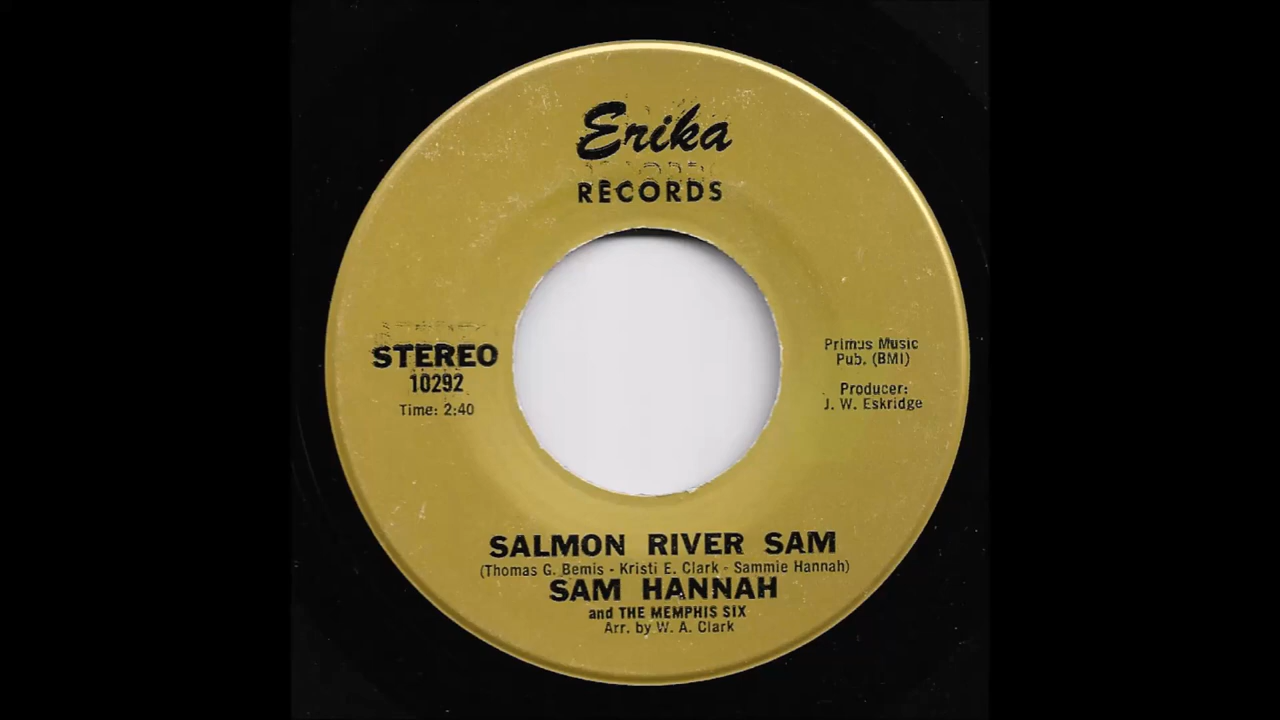 Erika
RECORDS
STEREO
10292
Time: 2:40
Primus Music
Pub. (BMI)
Producer:
J. W. Eskridge
SALMON RIVER SAM
(Thomas G. Bemis - Kristi E. Clark - Sammie Hannah)
SAM HANNAH
and THE MEMPHIS SIX
Arr. by W. A. Clark